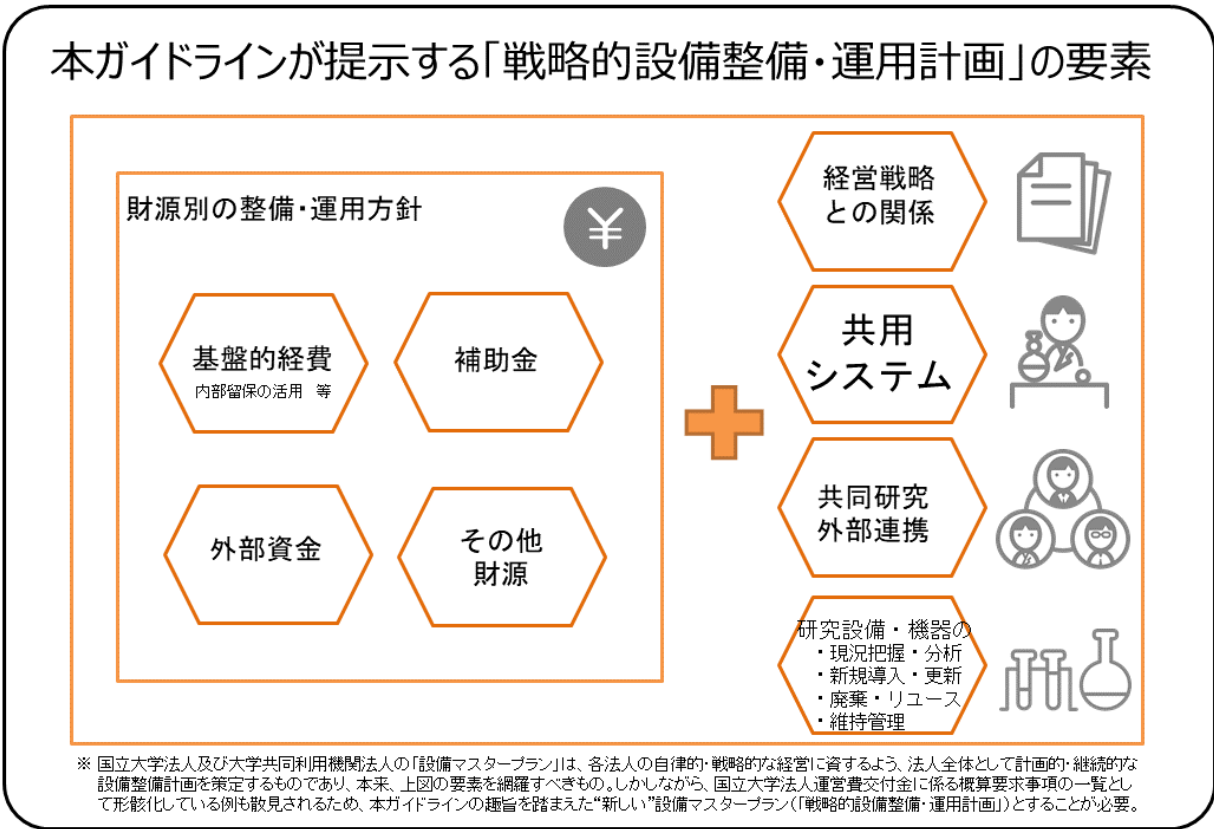 本ガイドラインが提示する「戦略的設備整備・運用計画」の要素
財源別の整備・運用方針
¥
基盤的経費
内部留保の活用 等
補助金
外部資金
その他
財源
経営戦略
との関係
共用
システム
共同研究
外部連携
研究設備・機器の
・現況把握・分析
・新規導入・更新
・廃棄・リユース
・維持管理
※ 国立大学法人及び大学共同利用機関法人の「設備マスタープラン」は、各法人の自律的・戦略的な経営に資するよう、法人全体として計画的・継続的な
設備整備計画を策定するものであり、本来、上図の要素を網羅すべきもの。しかしながら、国立大学法人運営費交付金に係る概算要求事項の一覧とし
て形骸化している例も散見されるため、本ガイドラインの趣旨を踏まえた“新しい”設備マスタープラン(「戦略的設備整備・運用計画」)とすることが必要。